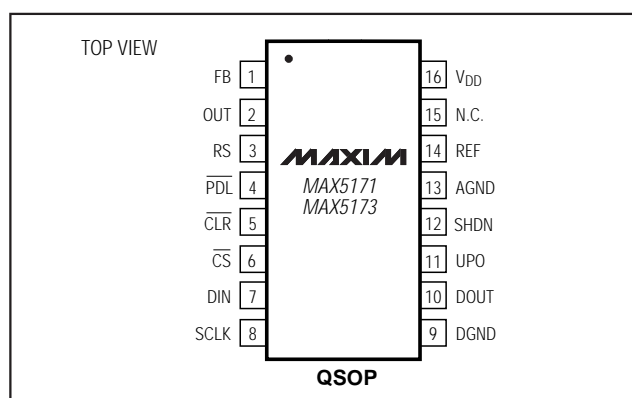 TOP VIEW
FB 1
OUT 2
RS 3
PDL 4
CLR 5
CS 6
DIN 7
SCLK 8
MAXIM
MAX5171
MAX5173
16 VDD
15 N.C.
14 REF
13 AGND
12 SHDN
11 UPO
10 DOUT
9 DGND
QSOP